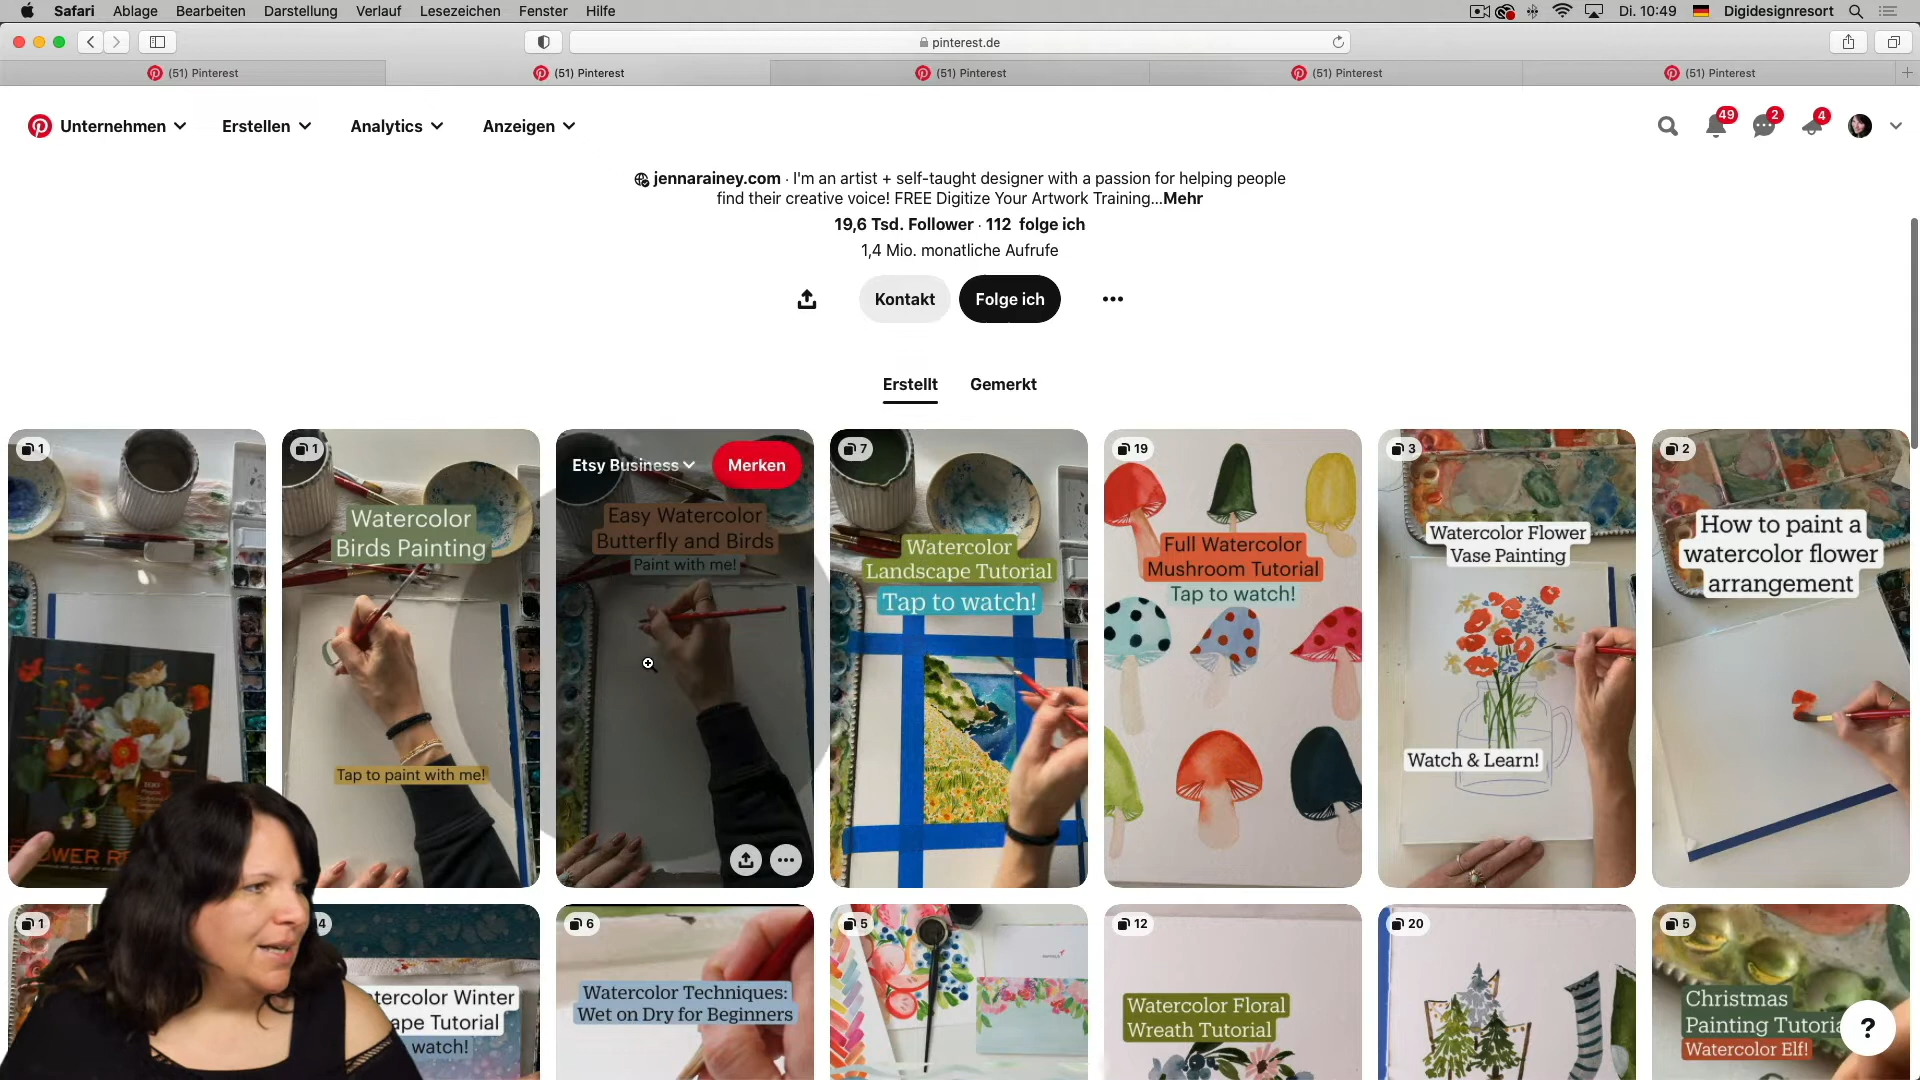 Safari Ablage Bearbeiten Darstellung Verlauf Lesezeichen Fenster Hilfe Di. 10:49 Digidesignresort
pinterest.de
(51) Pinterest (51) Pinterest (51) Pinterest (51) Pinterest (51) Pinterest
Unternehmen Erstellen Analytics Anzeigen 49 2 4
jennarainey.com · I'm an artist + self-taught designer with a passion for helping people
find their creative voice! FREE Digitize Your Artwork Training...Mehr
19,6 Tsd. Follower · 112 folge ich
1,4 Mio. monatliche Aufrufe
Kontakt Folge ich
Erstellt Gemerkt
1
1
Watercolor
Birds Painting
Tap to paint with me!
Etsy Business Merken
Easy Watercolor
Butterfly and Birds
Paint with me!
7
Watercolor
Landscape Tutorial
Tap to watch!
19
Full Watercolor
Mushroom Tutorial
Tap to watch!
3
Watercolor Flower
Vase Painting
Watch & Learn!
2
How to paint a
watercolor flower
arrangement
1
4
tercolor Winter
ape Tutorial
watch!
6
Watercolor Techniques:
Wet on Dry for Beginners
5
12
Watercolor Floral
Wreath Tutorial
20
5
Christmas
Painting Tutoria
Watercolor Elf!
?